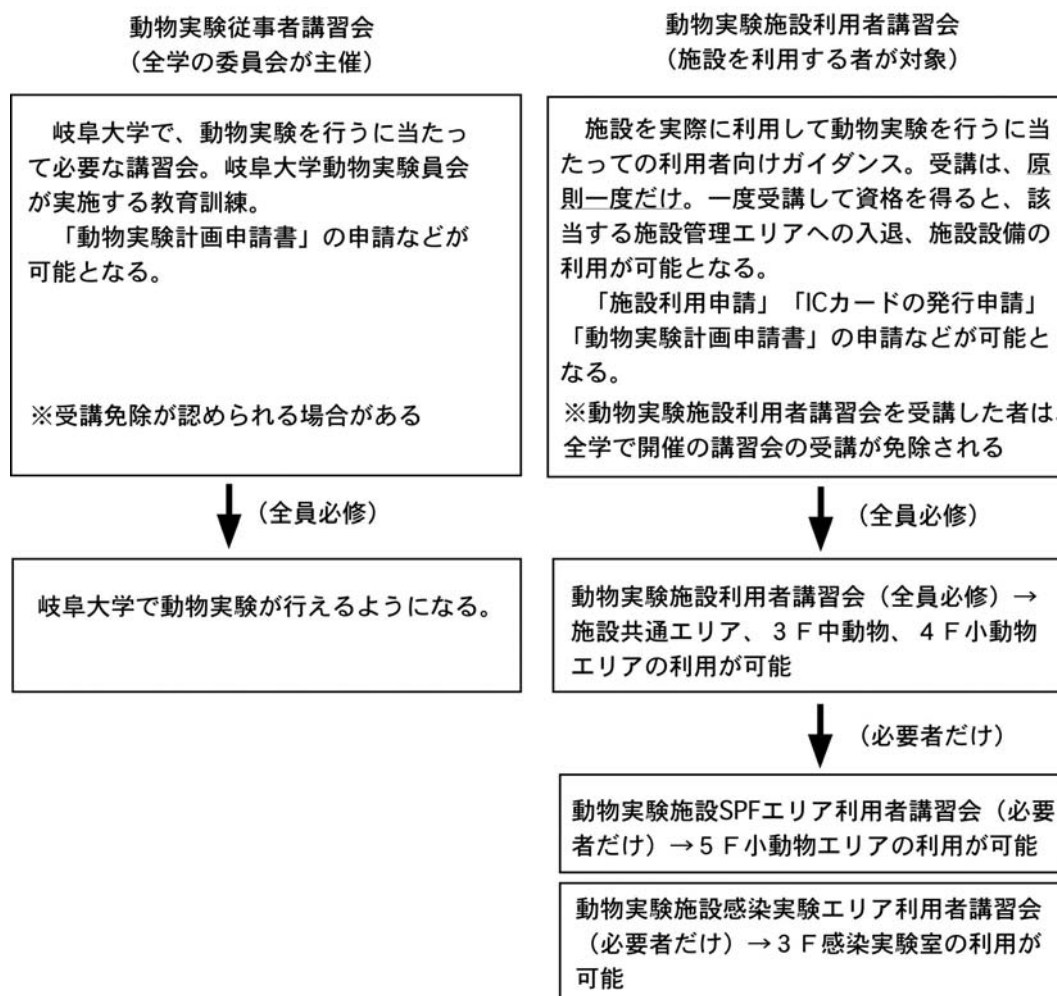 動物実験従事者講習会
（全学の委員会が主催）
岐阜大学で、動物実験を行うに当たっ
て必要な講習会。岐阜大学動物実験員会
が実施する教育訓練。
「動物実験計画申請書」の申請などが
可能となる。
※受講免除が認められる場合がある
（全員必修）
岐阜大学で動物実験が行えるようになる。
動物実験施設利用者講習会
（施設を利用する者が対象）
施設を実際に利用して動物実験を行うに当
たっての利用者向けガイダンス。受講は、原
則一度だけ。一度受講して資格を得ると、該
当する施設管理エリアへの入退、施設設備の
利用が可能となる。
「施設利用申請」「ICカードの発行申請」
「動物実験計画申請書」の申請などが可能と
なる。
※動物実験施設利用者講習会を受講した者は、
全学で開催の講習会の受講が免除される
（全員必修）
動物実験施設利用者講習会（全員必修）→
施設共通エリア、３Ｆ中動物、４Ｆ小動物
エリアの利用が可能
（必要者だけ）
動物実験施設SPFエリア利用者講習会（必要
者だけ）→５Ｆ小動物エリアの利用が可能
動物実験施設感染実験エリア利用者講習会
（必要者だけ）→３Ｆ感染実験室の利用が
可能